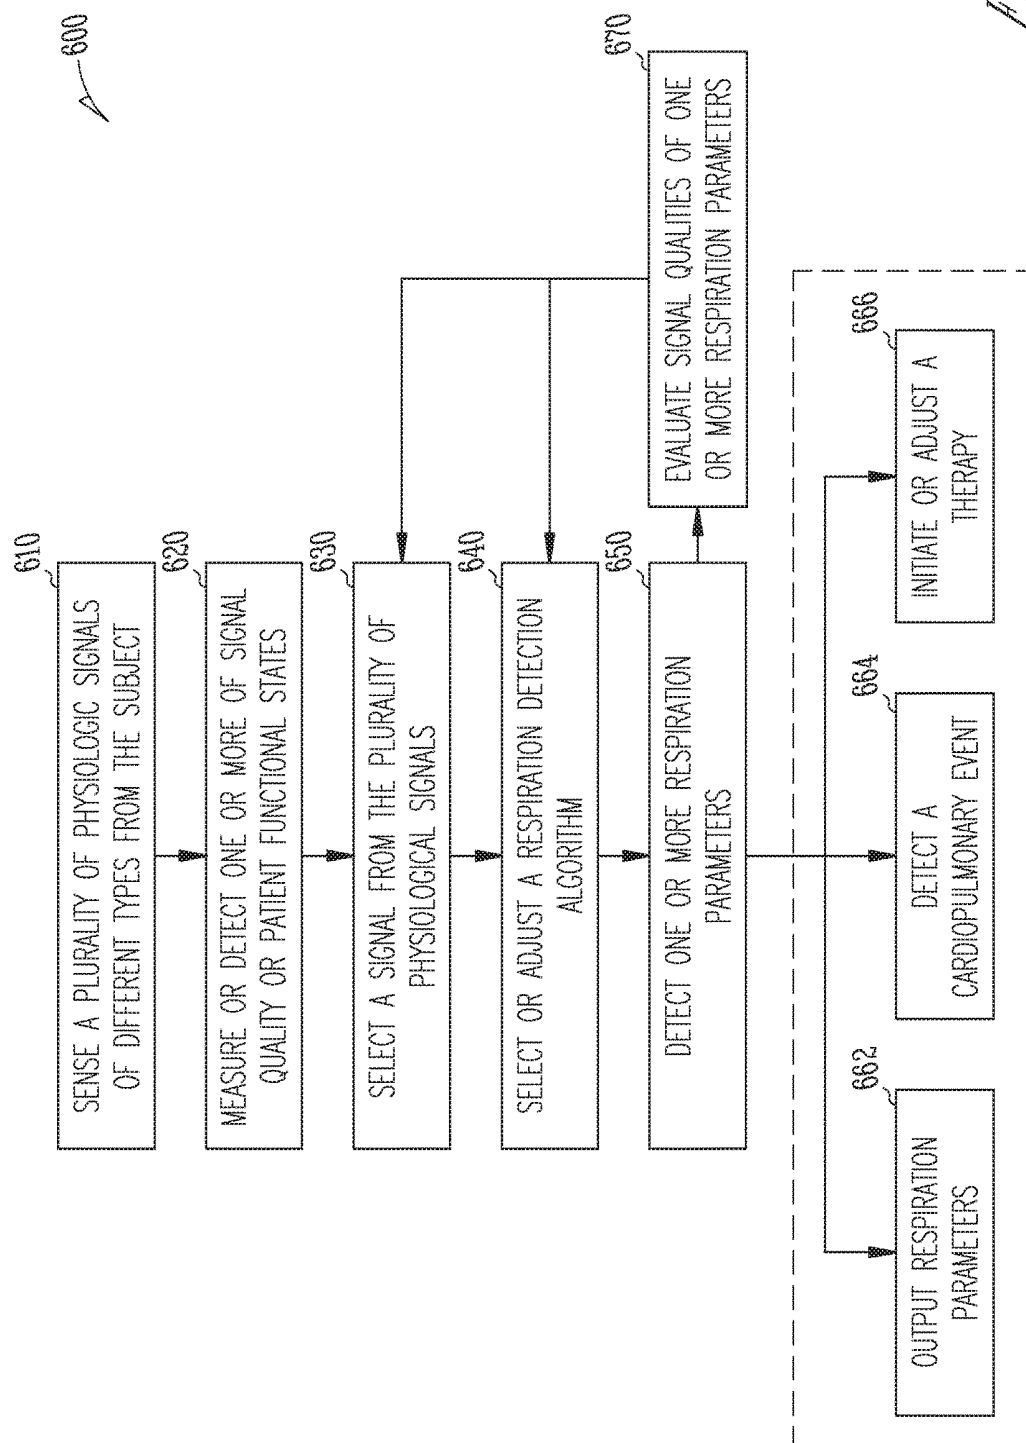 600
610
SENSE A PLURALITY OF PHYSIOLOGIC SIGNALS
OF DIFFERENT TYPES FROM THE SUBJECT
620
MEASURE OR DETECT ONE OR MORE OF SIGNAL
QUALITY OR PATIENT FUNCTIONAL STATES
630
SELECT A SIGNAL FROM THE PLURALITY OF
PHYSIOLOGICAL SIGNALS
640
SELECT OR ADJUST A RESPIRATION DETECTION
ALGORITHM
650
DETECT ONE OR MORE RESPIRATION
PARAMETERS
670
EVALUATE SIGNAL QUALITIES OF ONE
OR MORE RESPIRATION PARAMETERS
662
OUTPUT RESPIRATION
PARAMETERS
664
DETECT A
CARDIOPULMONARY EVENT
666
INITIATE OR ADJUST A
THERAPY